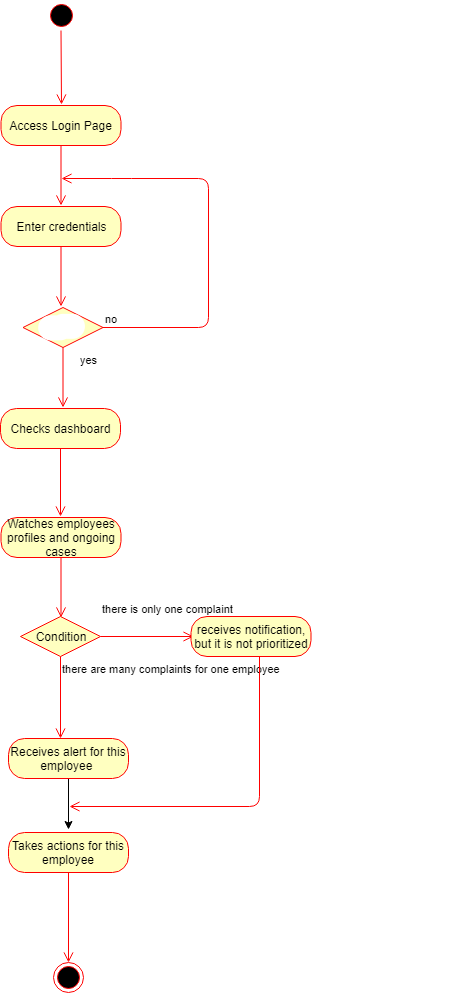 Access Login Page
Enter credentials
no
yes
Checks dashboard
Watches employees
profiles and ongoing
cases
there is only one complaint
Condition
receives notification,
but it is not prioritized
there are many complaints for one employee
Receives alert for this
employee
Takes actions for this
employee